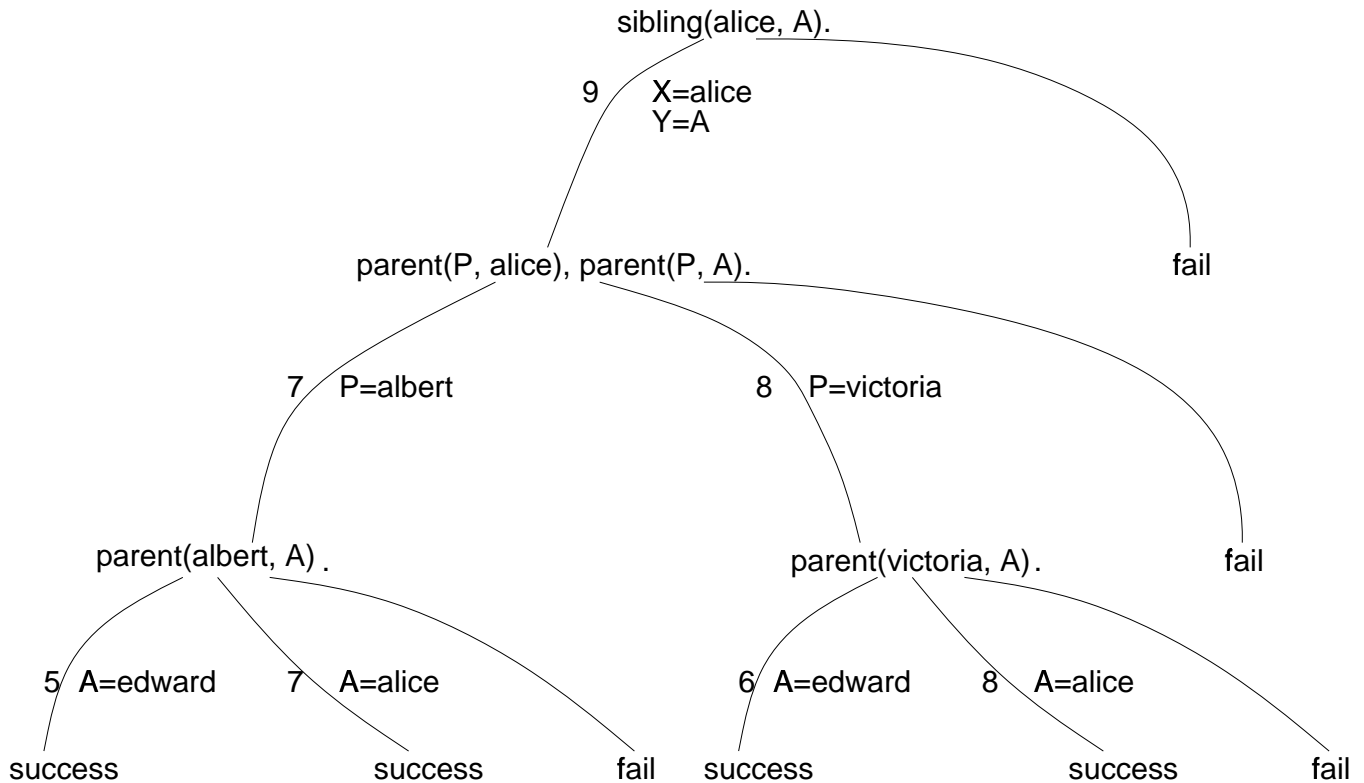 sibling(alice, A).
9 X=alice
Y=A
parent(P, alice), parent(P, A). fail
7 P=albert 8 P=victoria
parent(albert, A) . parent(victoria, A). fail
5 A=edward 7 A=alice 6 A=edward 8 A=alice
success success fail success success fail